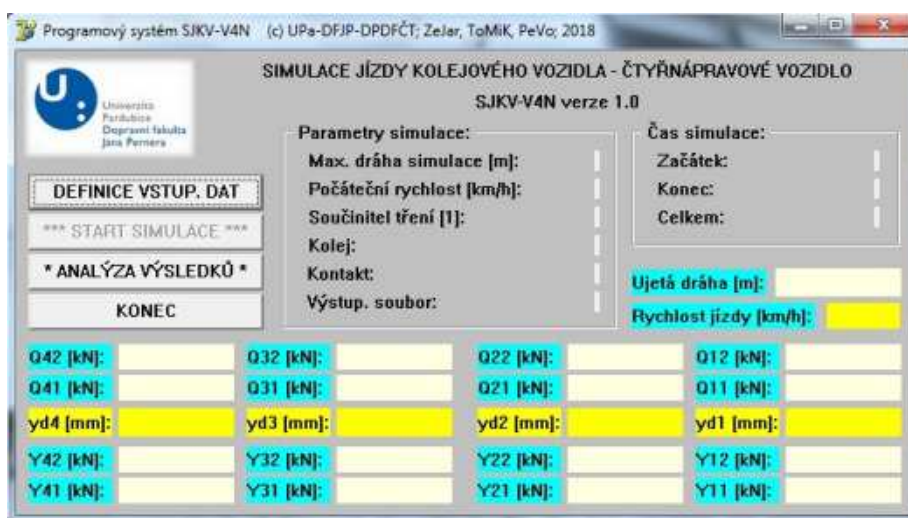 Programový systém SJKV-V4N (c) UPa-DFJP-DPDFČT; ZeJar, ToMiK, PeVo; 2018
SIMULACE JÍZDY KOLEJOVÉHO VOZIDLA - ČTYŘNÁPRAVOVÉ VOZIDLO
SJKV-V4N verze 1.0
Univerzita
Pardubice
Dopravní fakulta
Jana Pernera
DEFINICE VSTUP. DAT
*** START SIMULACE ***
* ANALÝZA VÝSLEDKŮ *
KONEC
Parametry simulace:
Max. dráha simulace [m]:
Počáteční rychlost [km/h]:
Součinitel tření [1]:
Kolej:
Kontakt:
Výstup. soubor:
Čas simulace:
Začátek:
Konec:
Celkem:
Ujetá dráha [m]:
Rychlost jízdy [km/h]:
Q42 [kN]: Q32 [kN]: Q22 [kN]: Q12 [kN]:
Q41 [kN]: Q31 [kN]: Q21 [kN]: Q11 [kN]:
yd4 [mm]: yd3 [mm]: yd2 [mm]: yd1 [mm]:
Y42 [kN]: Y32 [kN]: Y22 [kN]: Y12 [kN]:
Y41 [kN]: Y31 [kN]: Y21 [kN]: Y11 [kN]: